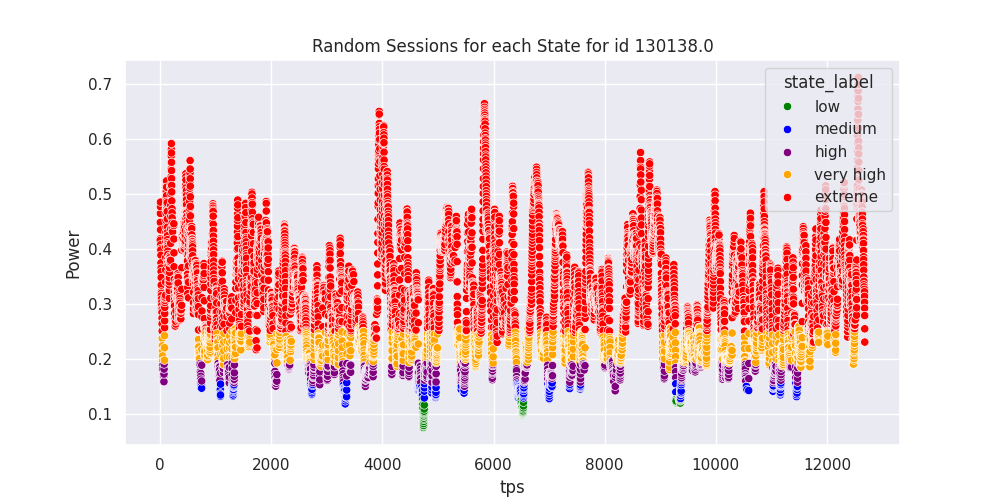 Random Sessions for each State for id 130138.0
Power
0.7
0.6
0.5
0.4
0.3
0.2
0.1
state_label
low
medium
high
very high
extreme
0
2000
4000
6000
8000
10000
12000
tps